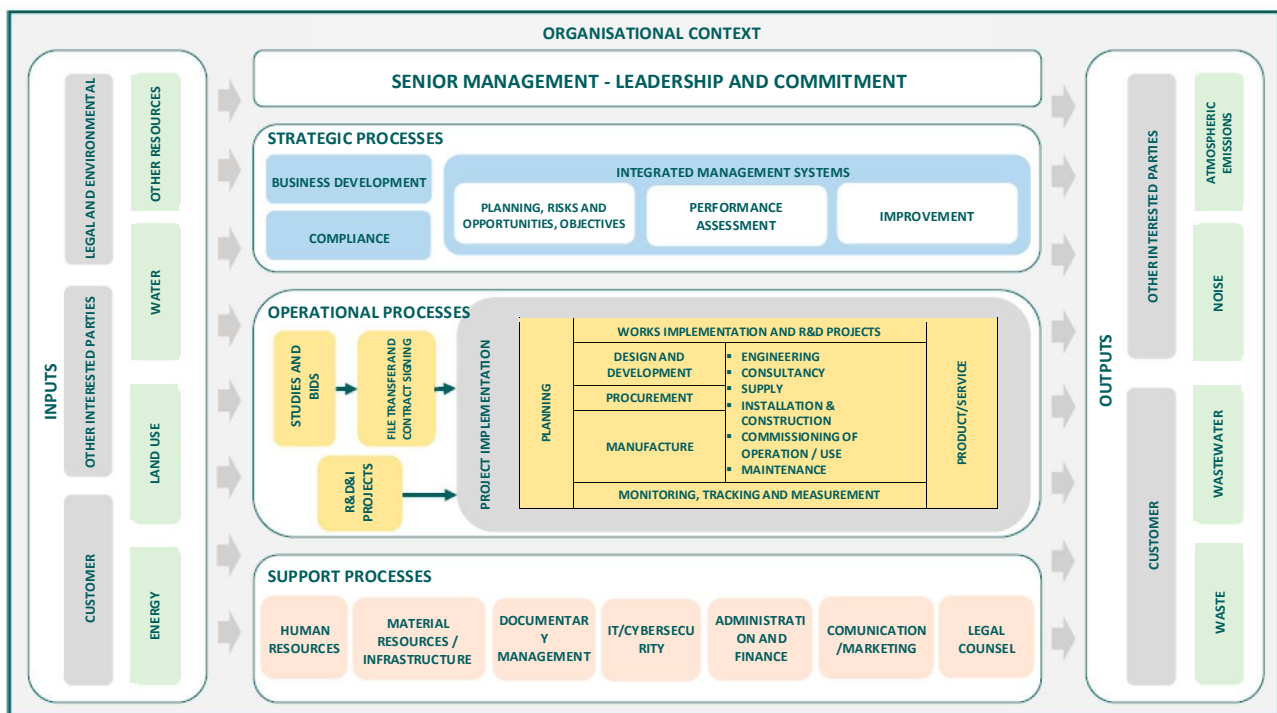 ORGANISATIONAL CONTEXT
INPUTS
LEGAL AND ENVIRONMENTAL
OTHER INTERESTED PARTIES
CUSTOMER
OTHER RESOURCES
WATER
LAND USE
ENERGY
SENIOR MANAGEMENT - LEADERSHIP AND COMMITMENT
STRATEGIC PROCESSES
BUSINESS DEVELOPMENT
COMPLIANCE
INTEGRATED MANAGEMENT SYSTEMS
PLANNING, RISKS AND
OPPORTUNITIES, OBJECTIVES
PERFORMANCE
ASSESSMENT
IMPROVEMENT
OPERATIONAL PROCESSES
STUDIES AND
BIDS
FILE TRANSFER AND
CONTRACT SIGNING
R&D&I
PROJECTS
PROJECT IMPLEMENTATION
PLANNING
WORKS IMPLEMENTATION AND R&D PROJECTS
DESIGN AND
DEVELOPMENT
PROCUREMENT
MANUFACTURE
▪ ENGINEERING
▪ CONSULTANCY
▪ SUPPLY
▪ INSTALLATION &
CONSTRUCTION
▪ COMMISSIONING OF
OPERATION / USE
▪ MAINTENANCE
MONITORING, TRACKING AND MEASUREMENT
PRODUCT/SERVICE
SUPPORT PROCESSES
HUMAN
RESOURCES
MATERIAL
RESOURCES /
INFRASTRUCTURE
DOCUMENTAR
Y
MANAGEMENT
IT/CYBERSECU
RITY
ADMINISTRATI
ON AND
FINANCE
COMUNICATION
/MARKETING
LEGAL
COUNSEL
OUTPUTS
OTHER INTERESTED PARTIES
CUSTOMER
ATMOSPHERIC
EMISSIONS
NOISE
WASTEWATER
WASTE